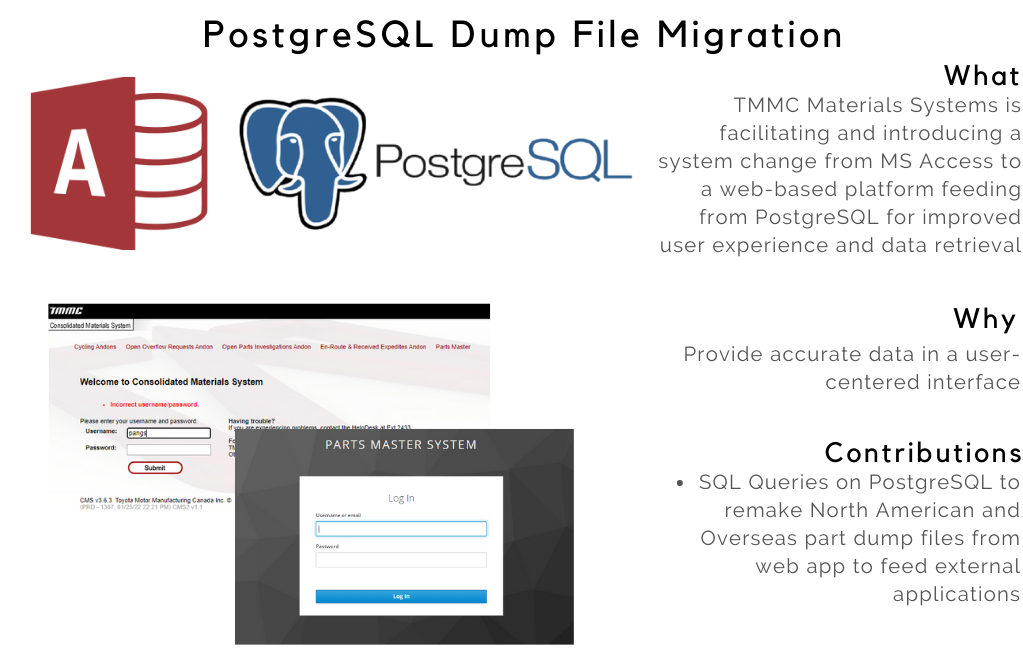 PostgreSQL Dump File Migration
A
PostgreSQL
What
TMMC Materials Systems is
facilitating and introducing a
system change from MS Access to
a web-based platform feeding
from PostgreSQL for improved
user experience and data retrieval
TMMC
Consolidated Materials System
Cycling Andons Open Overflow Requests Andon Open Parts Investigations Andon En-Route & Received Expedites Andon Parts Master
Welcome to Consolidated Materials System
• Incorrect username/password.
Please enter your username and password:
Username: pangs
Password:
Submit
Having trouble?
If you are experiencing problems, contact the HelpDesk at Ext 2433
CMS v3.6.3 Toyota Motor Manufacturing Canada Inc. ©
(PRD - 1367, 01/25/22 22:21 PM) CMS2 v1.1
PARTS MASTER SYSTEM
Log In
Username or email
Password
Log In
Why
Provide accurate data in a user-
centered interface
Contributions
• SQL Queries on PostgreSQL to
remake North American and
Overseas part dump files from
web app to feed external
applications